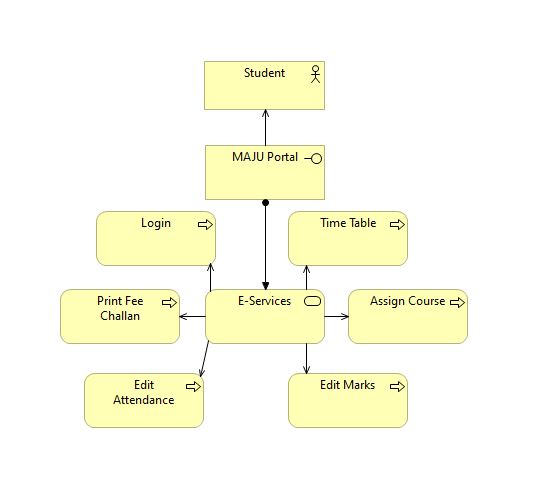 Student
MAJU Portal
Login
Time Table
Print Fee
Challan
E-Services
Assign Course
Edit
Attendance
Edit Marks